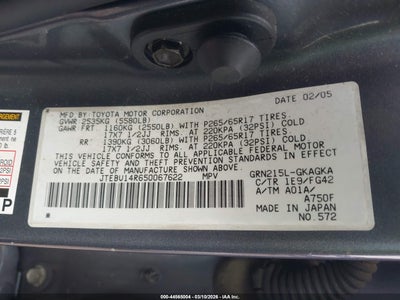 MFD.BY:TOYOTA MOTOR CORPORATION DATE 02/05
GVWR 2535KG (5580LB)
GAWR FRT 1160KG (2550LB) WITH P265/65R17 TIRES
17X7 1/2JJ RIMS, AT 220KPA (32PSI) COLD
RR' 1390KG (3060LB) WITH P265/65R17 TIRES
17X7 1/2JJ RIMS, AT 220KPA (32PSI) COLD
THIS VEHICLE CONFORMS TO ALL APPLICABLE FEDERAL MOTOR
VEHICLE SAFETY AND THEFT PREVENTION STANDARDS IN EFFECT
ON THE DATE OF MANUFACTURE SHOWN ABOVE.
JTEBU14R650067622 MPV
GRN215L-GKAGKA
C/TR 1E9/FG42
A/TM A01A/
A750F
MADE IN JAPAN
NO.572
P
IAA
000-44565004 - 03/10/2026 -